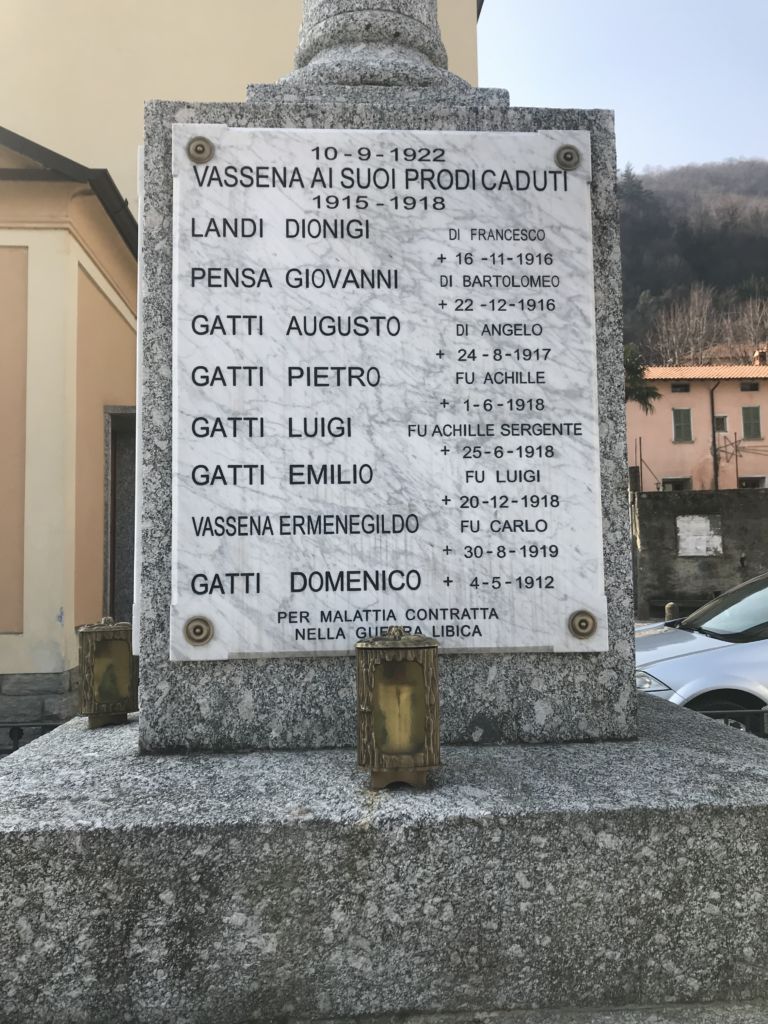 10-9-1922
VASSENA AI SUOI PRODI CADUTI
1915-1918
LANDI DIONIGI DI FRANCESCO
+ 16-11-1916
PENSA GIOVANNI DI BARTOLOMEO
+ 22-12-1916
GATTI AUGUSTO DI ANGELO
+ 24-8-1917
GATTI PIETRO FU ACHILLE
+ 1-6-1918
GATTI LUIGI FU ACHILLE SERGENTE
+ 25-6-1918
GATTI EMILIO FU LUIGI
+ 20-12-1918
VASSENA ERMENEGILDO FU CARLO
+ 30-8-1919
GATTI DOMENICO + 4-5-1912
PER MALATTIA CONTRATTA
NELLA GUERRA LIBICA